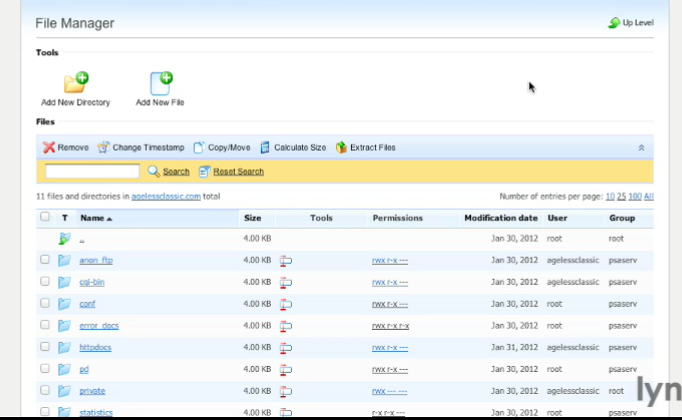 File Manager
Up Level
Tools
Add New Directory Add New File
Files
Remove Change Timestamp Copy/Move Calculate Size Extract Files
Search Reset Search
11 files and directories in agelessclassic.com total Number of entries per page: 10 25 100 All
T Name Size Tools Permissions Modification date User Group
.. 4.00 KB Jan 30, 2012 root root
anon_ftp 4.00 KB rwx r-x --- Jan 30, 2012 agelessclassic psaserv
cgi-bin 4.00 KB rwx r-x --- Jan 30, 2012 agelessclassic psaserv
conf 4.00 KB rwx r-x --- Jan 30, 2012 root psaserv
error_docs 4.00 KB rwx r-x r-x Jan 30, 2012 root psaserv
httpdocs 4.00 KB rwx r-x --- Jan 31, 2012 agelessclassic psaserv
pd 4.00 KB rwx r-x --- Jan 30, 2012 root psaserv
private 4.00 KB rwx --- --- Jan 30, 2012 agelessclassic root
statistics 4.00 KB r-x r-x --- Jan 30, 2012 root psaserv
lyn